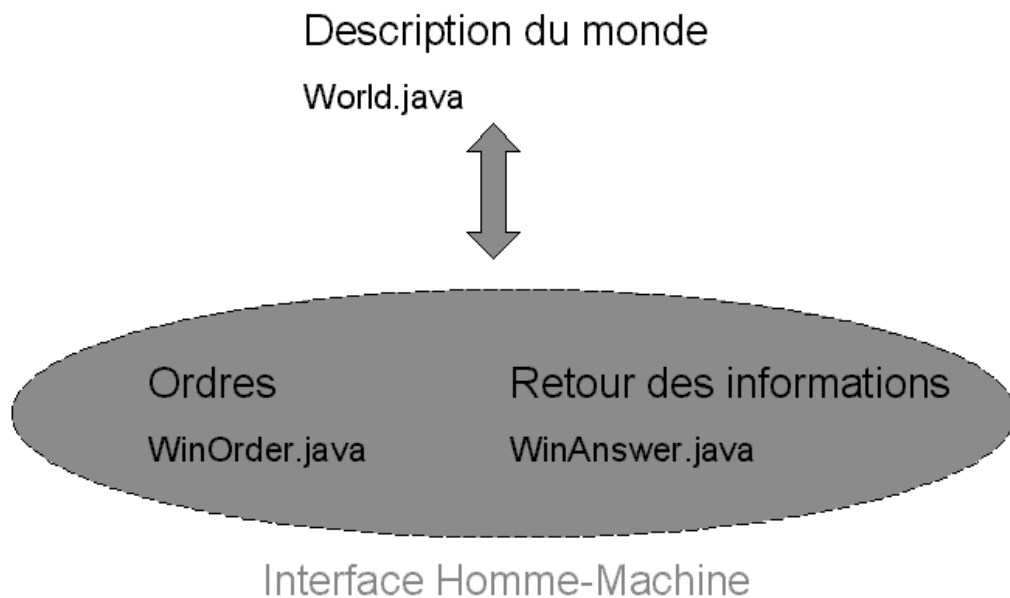 Description du monde
World.java
Ordres
Retour des informations
WinOrder.java
WinAnswer.java
Interface Homme-Machine